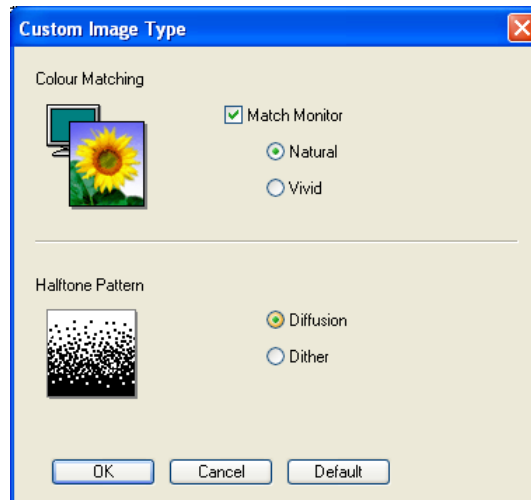 Custom Image Type
Colour Matching
Match Monitor
Natural
Vivid
Halftone Pattern
Diffusion
Dither
OK
Cancel
Default